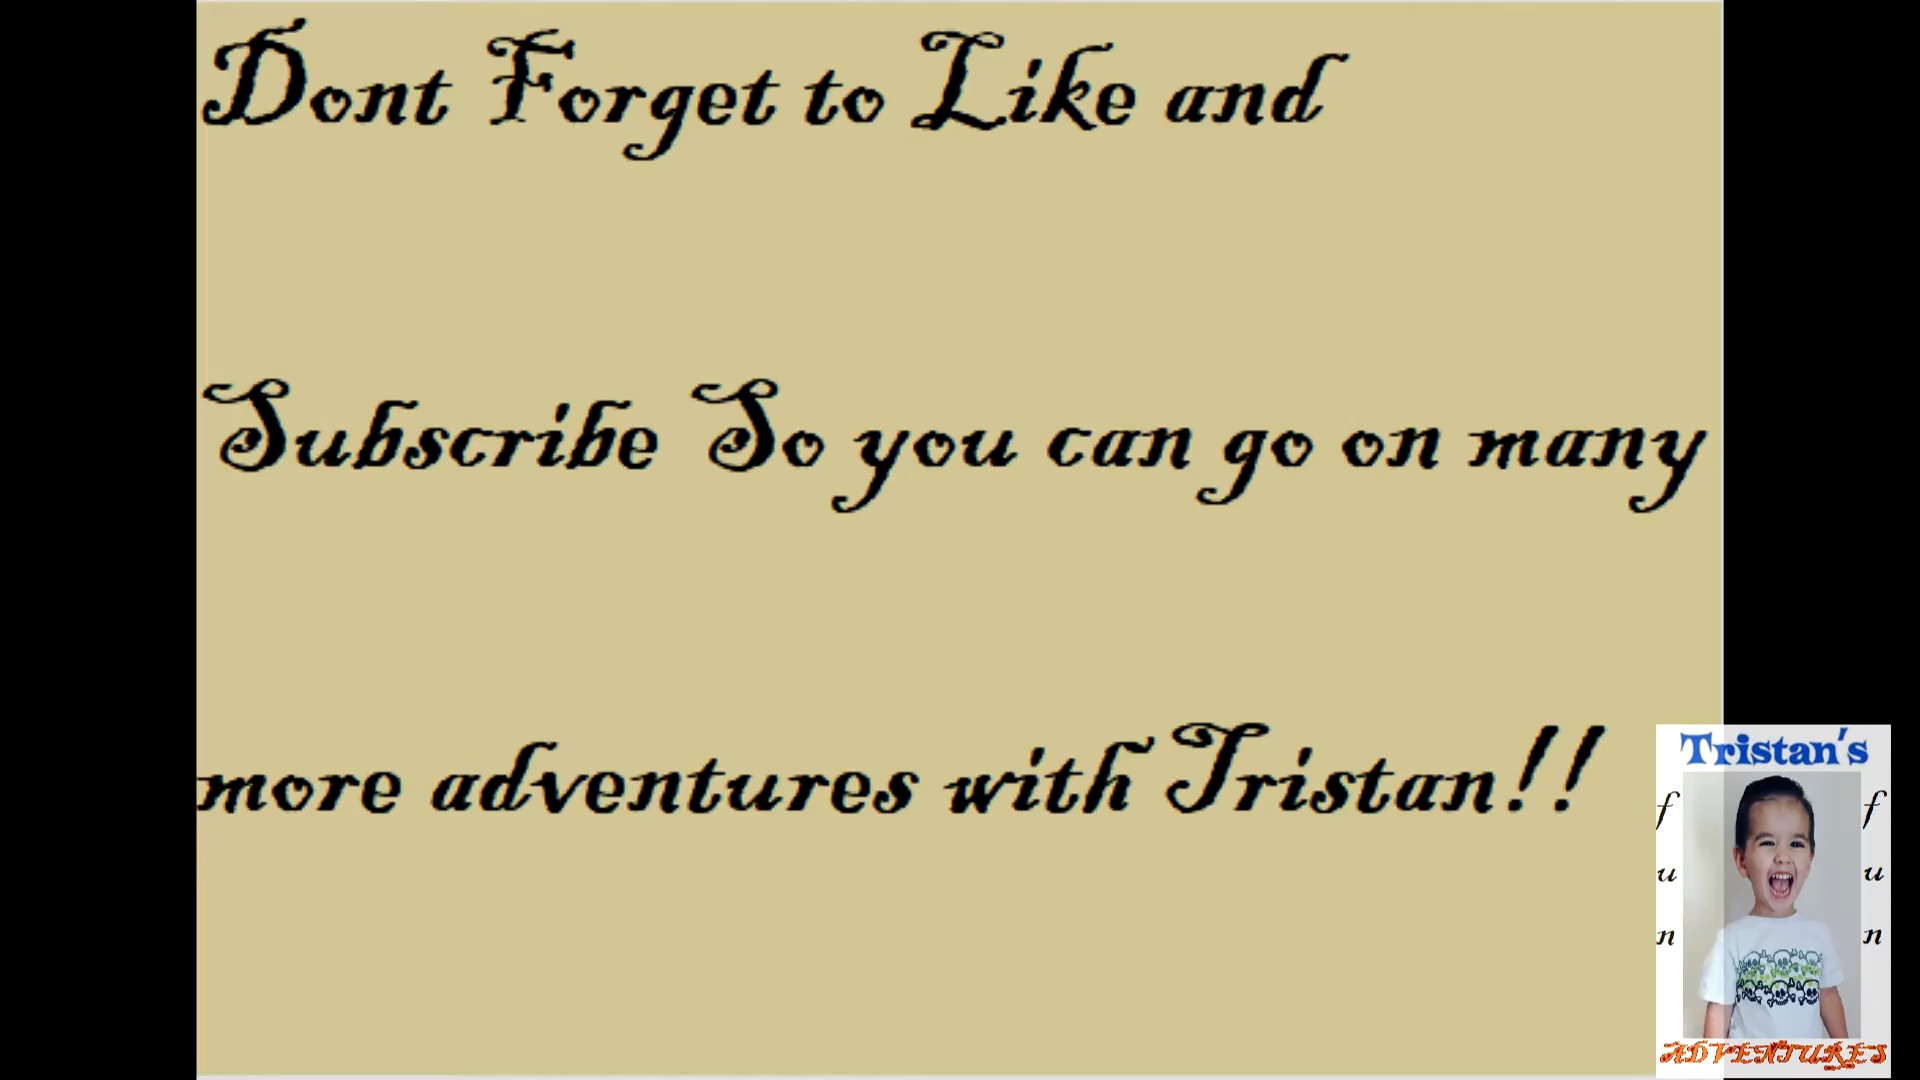 Dont Forget to Like and
Subscribe So you can go on many
more adventures with Tristan!!
Tristan's
fun
fun
ADVENTURES